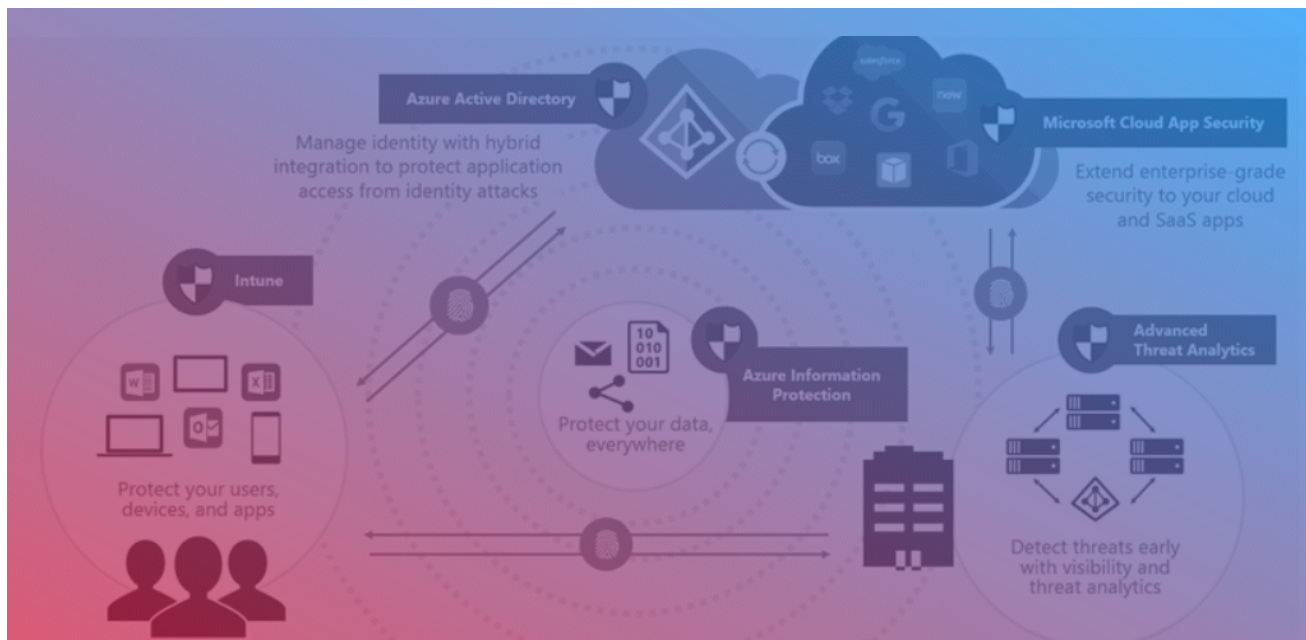 salesforce
Azure Active Directory
now
Microsoft Cloud App Security
Manage identity with hybrid
integration to protect application
access from identity attacks
G
box
Extend enterprise-grade
security to your cloud
and SaaS apps
Intune
10
010
001
Advanced
Threat Analytics
Azure Information
Protection
W
X
O
Protect your data,
everywhere
Protect your users,
devices, and apps
Detect threats early
with visibility and
threat analytics